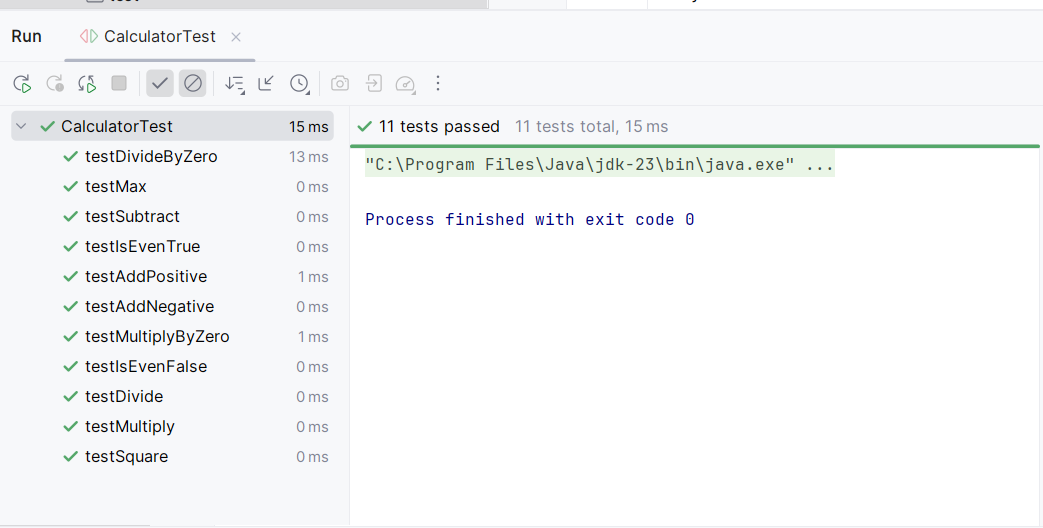 Run CalculatorTest
CalculatorTest 15 ms
testDivideByZero 13 ms
testMax 0 ms
testSubtract 0 ms
testIsEvenTrue 0 ms
testAddPositive 1 ms
testAddNegative 0 ms
testMultiplyByZero 1 ms
testIsEvenFalse 0 ms
testDivide 0 ms
testMultiply 0 ms
testSquare 0 ms
11 tests passed 11 tests total, 15 ms
"C:\Program Files\Java\jdk-23\bin\java.exe" ...
Process finished with exit code 0